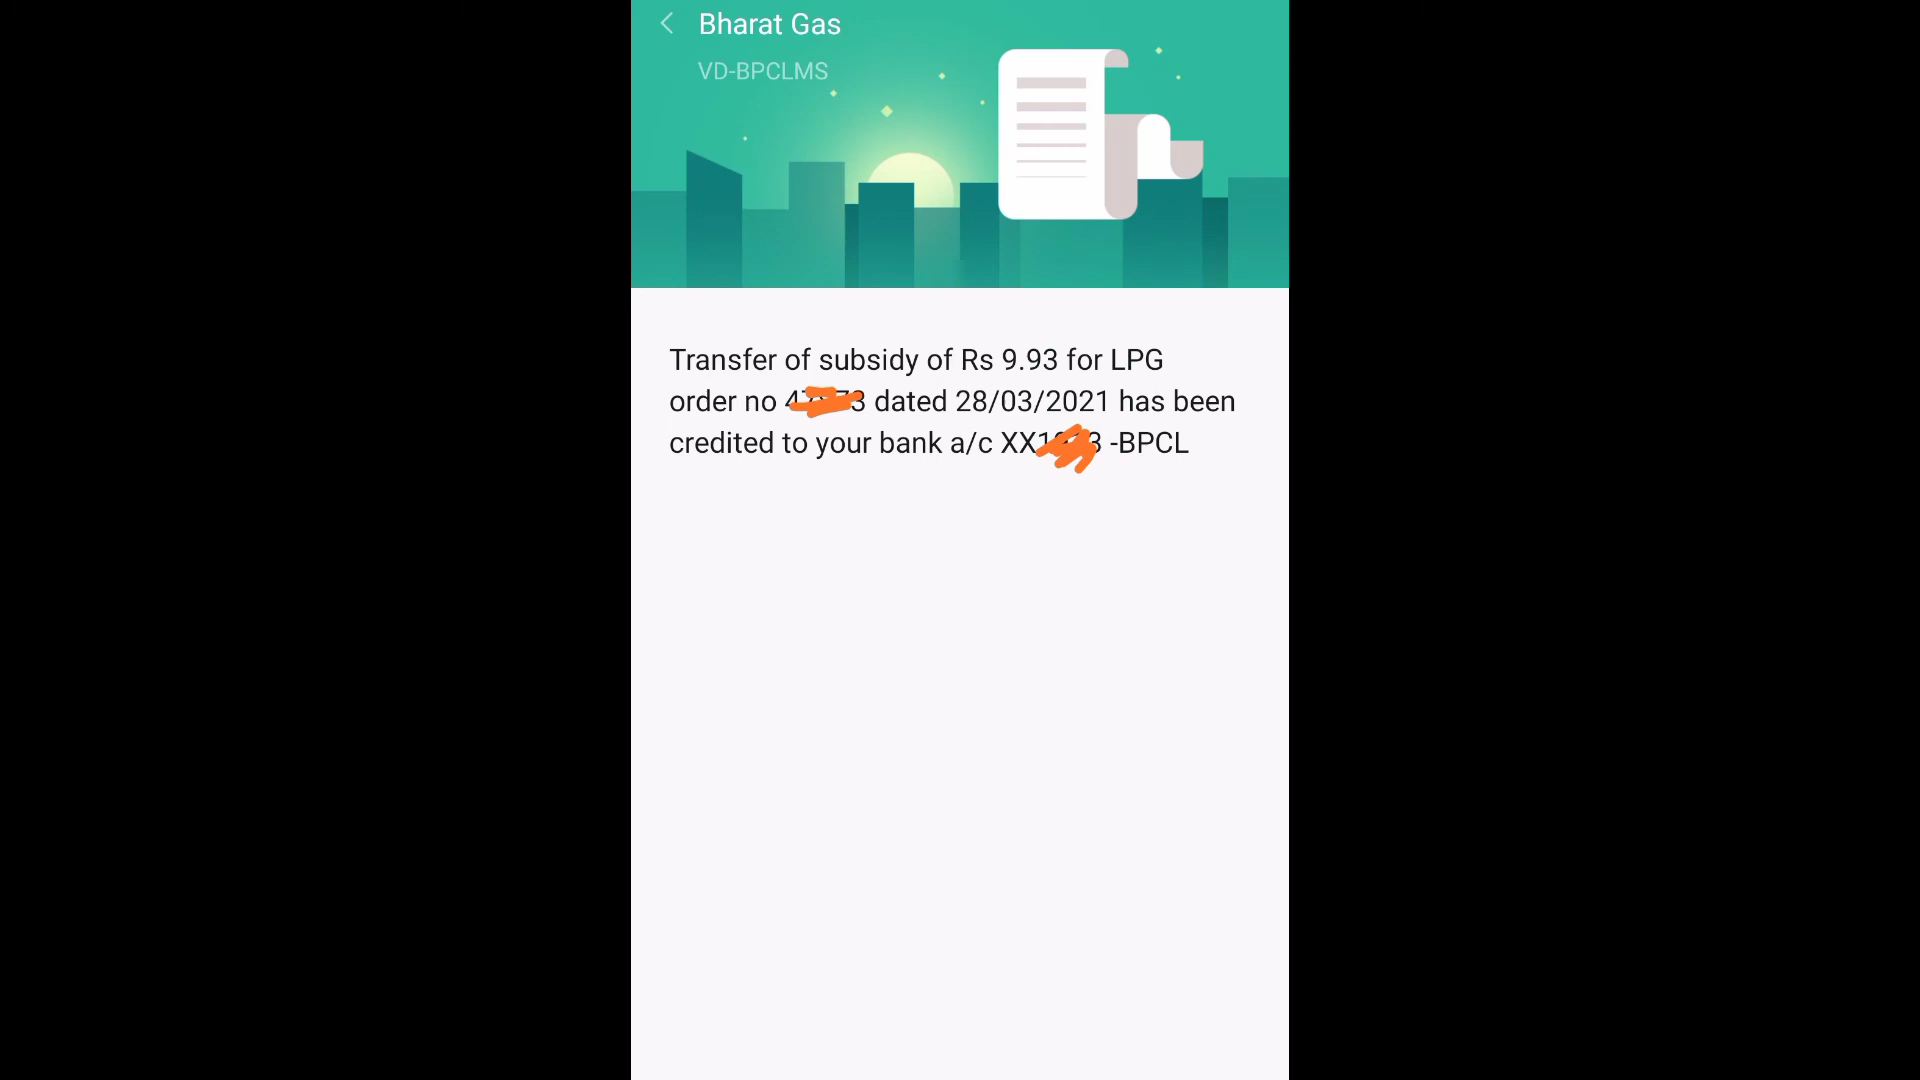 Bharat Gas
VD-BPCLMS
Transfer of subsidy of Rs 9.93 for LPG
order no dated 28/03/2021 has been
credited to your bank a/c -BPCL